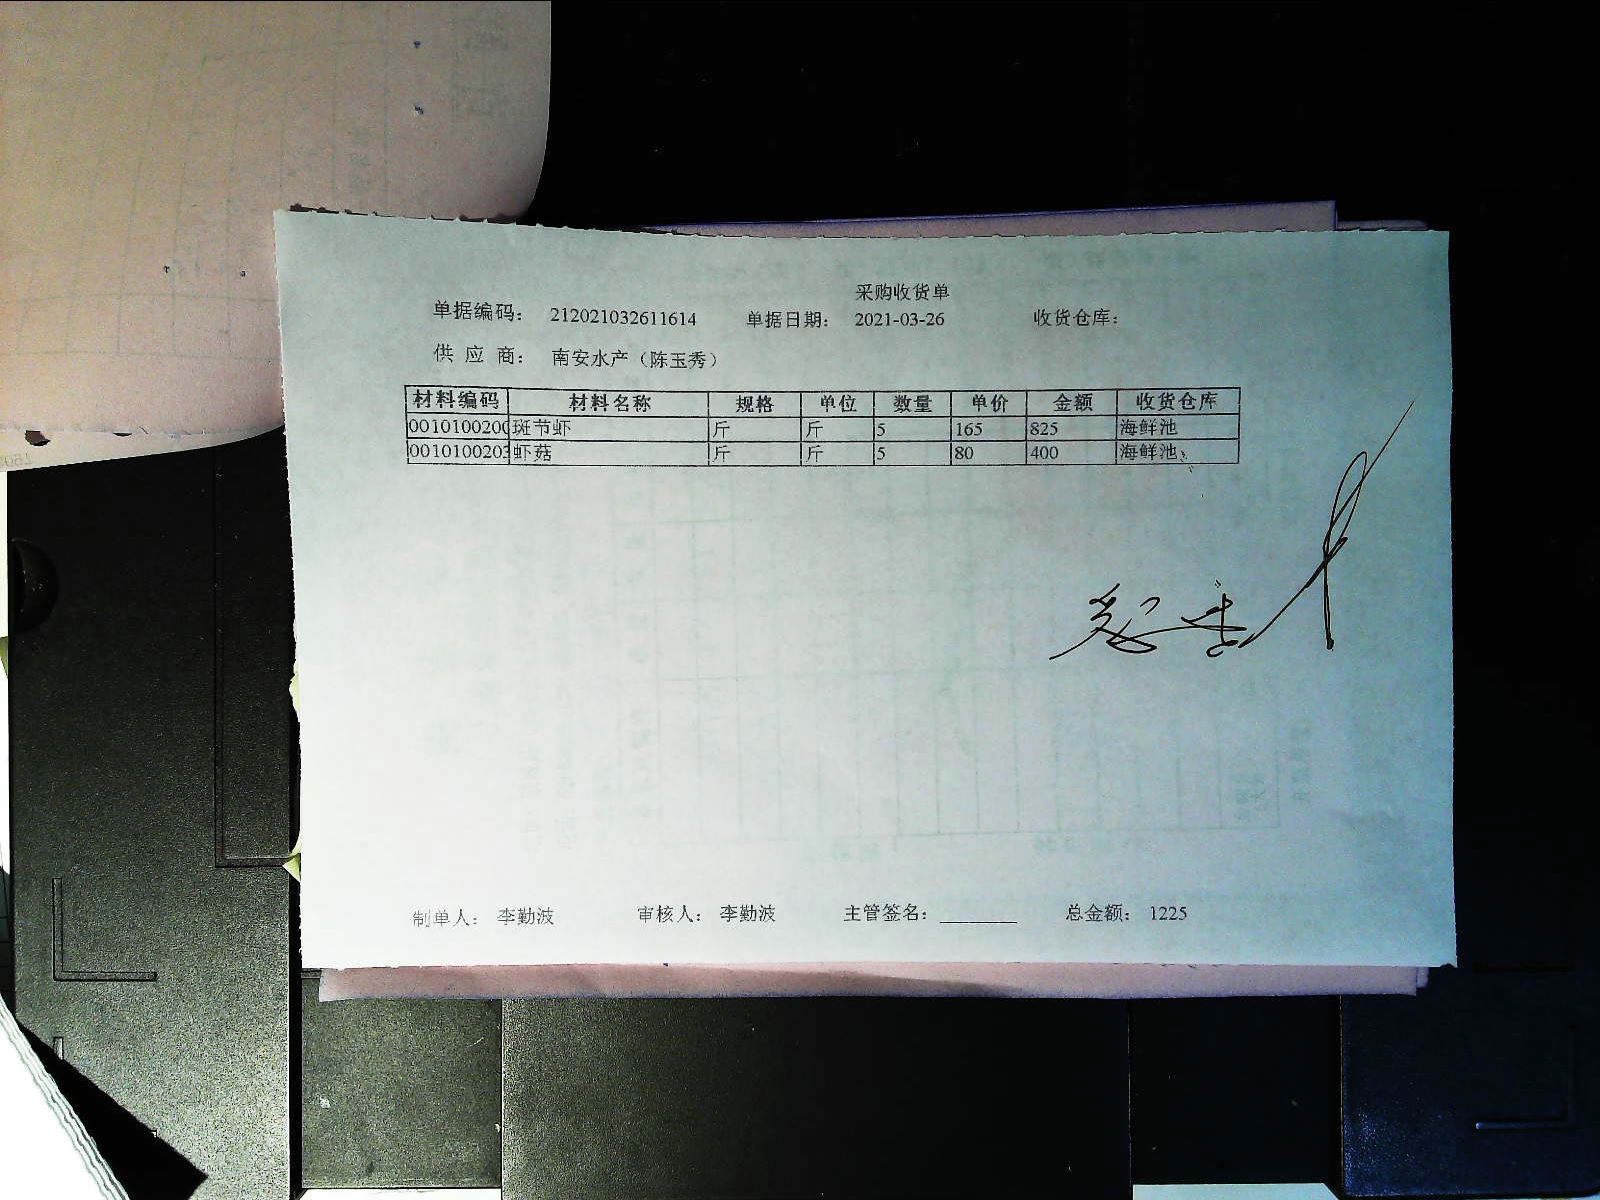 采购收货单
单据编码: 212021032611614 单据日期: 2021-03-26 收货仓库:
供 应 商: 南安水产（陈玉秀）
材料编码 材料名称 规格 单位 数量 单价 金额 收货仓库
0010100200 斑节虾 斤 斤 5 165 825 海鲜池
0010100203 虾菇 斤 斤 5 80 400 海鲜池
制单人: 李勤波 审核人: 李勤波 主管签名: 总金额: 1225